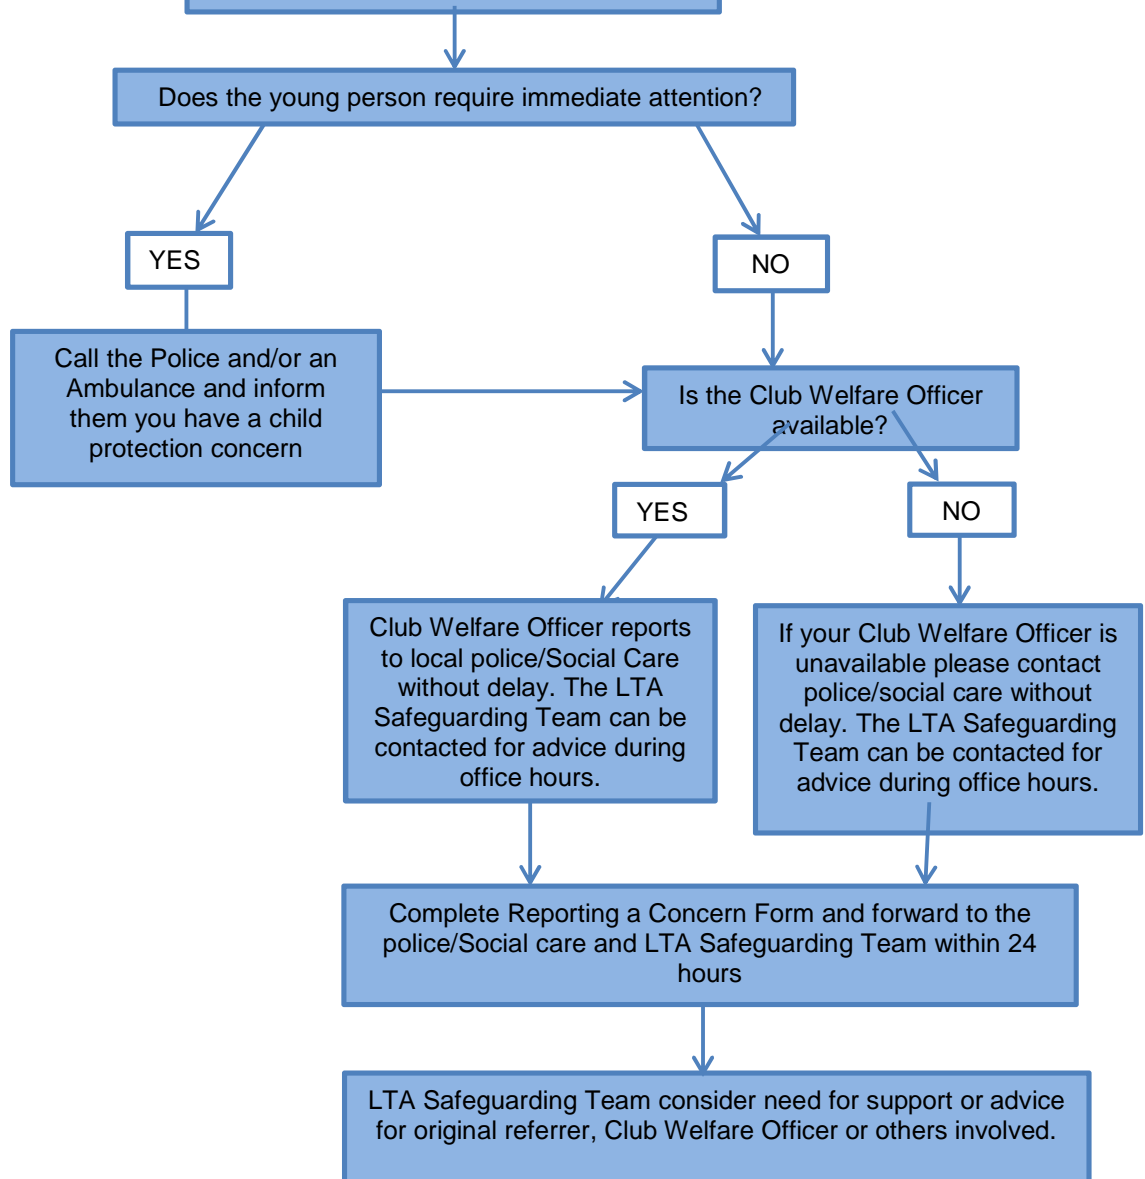 Does the young person require immediate attention?
YES
NO
Call the Police and/or an
Ambulance and inform
them you have a child
protection concern
Is the Club Welfare Officer
available?
YES
NO
Club Welfare Officer reports
to local police/Social Care
without delay. The LTA
Safeguarding Team can be
contacted for advice during
office hours.
If your Club Welfare Officer is
unavailable please contact
police/social care without
delay. The LTA Safeguarding
Team can be contacted for
advice during office hours.
Complete Reporting a Concern Form and forward to the
police/Social care and LTA Safeguarding Team within 24
hours
LTA Safeguarding Team consider need for support or advice
for original referrer, Club Welfare Officer or others involved.